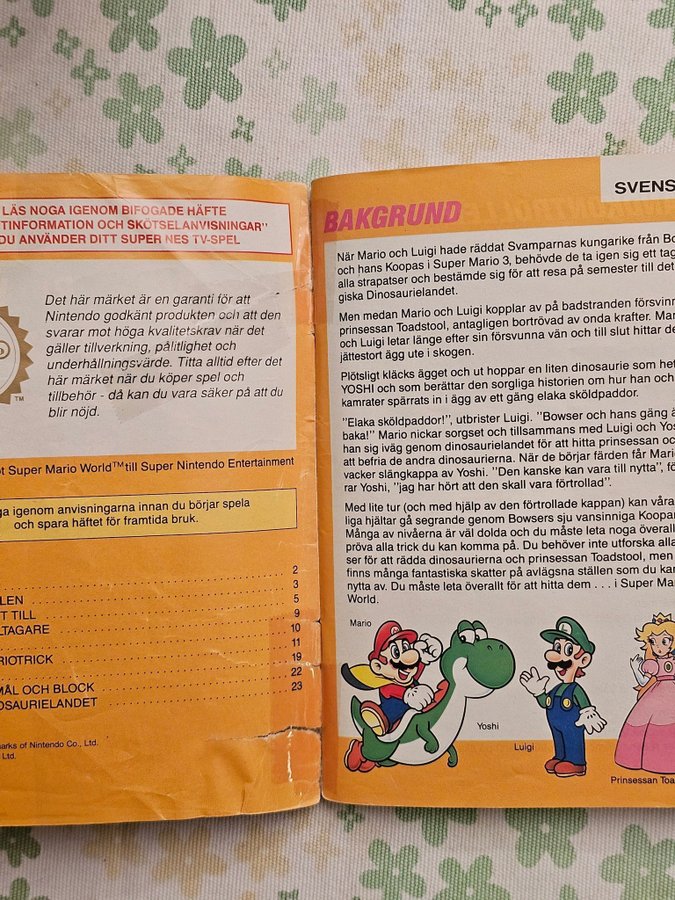 LÄS NOGA IGENOM BIFOGADE HÄFTE
TINFORMATION OCH SKÖTSELANVISNINGAR"
DU ANVÄNDER DITT SUPER NES TV-SPEL
Det här märket är en garanti för att
Nintendo godkänt produkten och att den
svarar mot höga kvalitetskrav när det
gäller tillverkning, pålitlighet och
underhållningsvärde. Titta alltid efter det
här märket när du köper spel och
tillbehör - då kan du vara säker på att du
blir nöjd.
TM
Super Mario World™ till Super Nintendo Entertainment
igenom anvisningarna innan du börjar spela
och spara häftet för framtida bruk.
2
3
LEN 5
T TILL 9
LTAGARE 10
11
RIOTRICK 19
22
MÅL OCH BLOCK 23
OSAURIELANDET
arks of Nintendo Co., Ltd.
Ltd.
SVENS
BAKGRUND
När Mario och Luigi hade räddat Svamparnas kungarike från Bo
och hans Koopas i Super Mario 3, behövde de ta igen sig ett tag
alla strapatser och bestämde sig för att resa på semester till det
giska Dinosaurielandet.
Men medan Mario och Luigi kopplar av på badstranden försvinn
prinsessan Toadstool, antagligen bortrövad av onda krafter. Mar
och Luigi letar länge efter sin försvunna vän och till slut hittar de
jättestort ägg ute i skogen.
Plötsligt kläcks ägget och ut hoppar en liten dinosaurie som het
YOSHI och som berättar den sorgliga historien om hur han och
kamrater spärrats in i ägg av ett gäng elaka sköldpaddor.
"Elaka sköldpaddor!", utbrister Luigi. "Bowser och hans gäng ä
baka!" Mario nickar sorgset och tillsammans med Luigi och Yos
han sig iväg genom dinosaurielandet för att hitta prinsessan oc
att befria de andra dinosaurierna. När de börjar färden får Mari
vacker slängkappa av Yoshi. "Den kanske kan vara till nytta", fö
rar Yoshi, "jag har hört att den skall vara förtrollad".
Med lite tur (och med hjälp av den förtrollade kappan) kan våra
liga hjältar gå segrande genom Bowsers sju vansinniga Koopar
Många av nivåerna är väl dolda och du måste leta noga överall
pröva alla trick du kan komma på. Du behöver inte utforska alla
ser för att rädda dinosaurierna och prinsessan Toadstool, men
finns många fantastiska skatter på avlägsna ställen som du kan
nytta av. Du måste leta överallt för att hitta dem . . . i Super Mar
World.
Mario
Yoshi
Luigi
Prinsessan Toa